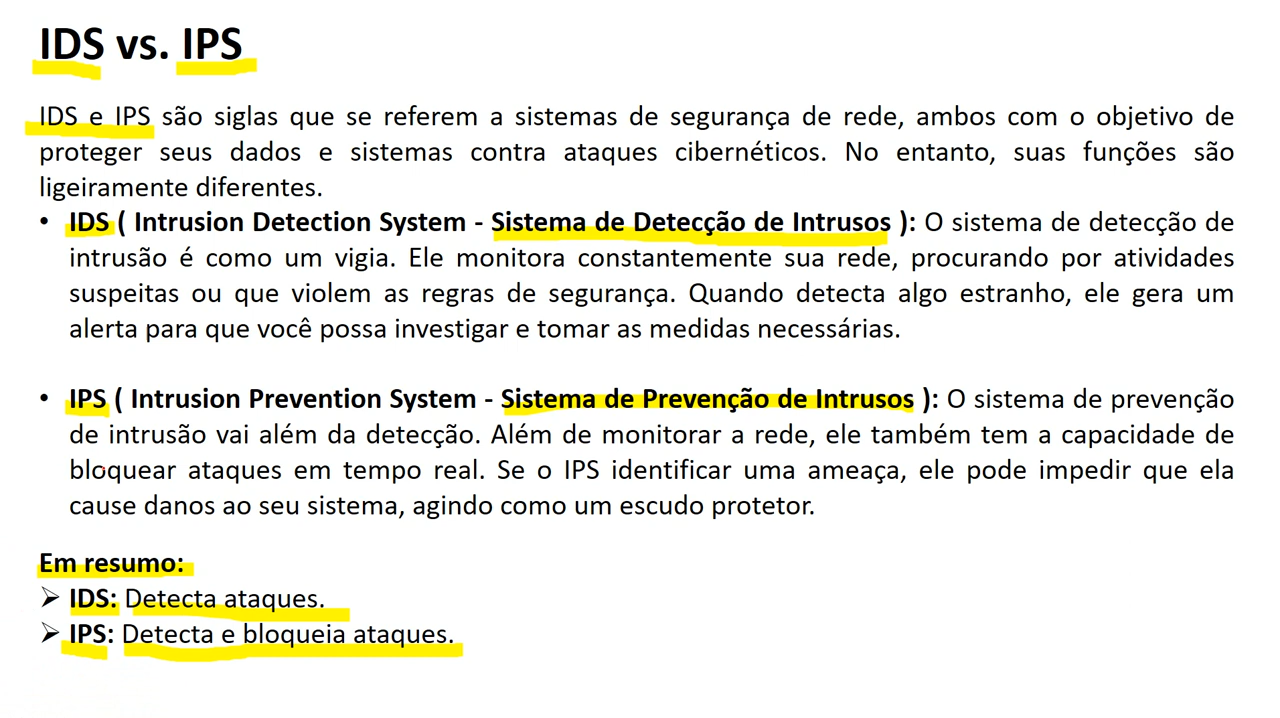 IDS vs. IPS
IDS e IPS são siglas que se referem a sistemas de segurança de rede, ambos com o objetivo de
proteger seus dados e sistemas contra ataques cibernéticos. No entanto, suas funções são
ligeiramente diferentes.
• IDS ( Intrusion Detection System - Sistema de Detecção de Intrusos ): O sistema de detecção de
intrusão é como um vigia. Ele monitora constantemente sua rede, procurando por atividades
suspeitas ou que violem as regras de segurança. Quando detecta algo estranho, ele gera um
alerta para que você possa investigar e tomar as medidas necessárias.
• IPS ( Intrusion Prevention System - Sistema de Prevenção de Intrusos ): O sistema de prevenção
de intrusão vai além da detecção. Além de monitorar a rede, ele também tem a capacidade de
bloquear ataques em tempo real. Se o IPS identificar uma ameaça, ele pode impedir que ela
cause danos ao seu sistema, agindo como um escudo protetor.
Em resumo:
➢ IDS: Detecta ataques.
➢ IPS: Detecta e bloqueia ataques.